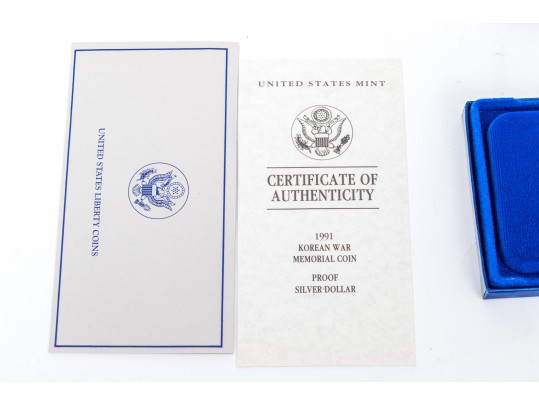 UNITED STATES LIBERTY COINS
UNITED STATES MINT
CERTIFICATE OF
AUTHENTICITY
1991
KOREAN WAR
MEMORIAL COIN
PROOF
SILVER DOLLAR